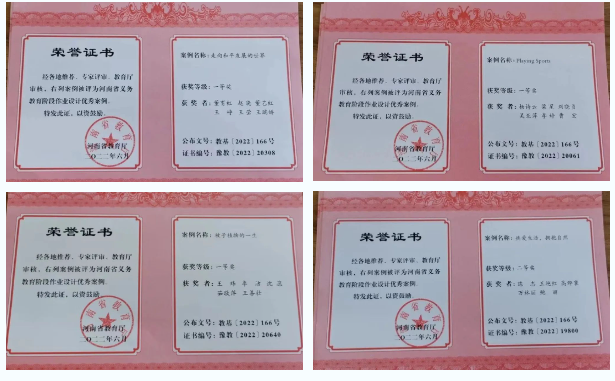 荣誉证书
经各地推荐、专家评审、教育厅
审核,右列案例被评为河南省义务
教育阶段作业设计优秀案例。
特发此证,以资鼓励。
河南省教育厅
二〇二二年六月
案例名称:走向和平发展的世界
获奖等级:一等奖
获 奖 者:
公布文号:教基〔2022〕166号
证书编号:豫教〔2022〕20308
荣誉证书
经各地推荐、专家评审、教育厅
审核,右列案例被评为河南省义务
教育阶段作业设计优秀案例。
特发此证,以资鼓励。
河南省教育厅
二〇二二年六月
案例名称:Playing Sports
获奖等级:一等奖
获 奖 者:
公布文号:教基〔2022〕166号
证书编号:豫教〔2022〕20061
荣誉证书
经各地推荐、专家评审、教育厅
审核,右列案例被评为河南省义务
教育阶段作业设计优秀案例。
特发此证,以资鼓励。
河南省教育厅
二〇二二年六月
案例名称:被子植物的一生
获奖等级:一等奖
获 奖 者:
公布文号:教基〔2022〕166号
证书编号:豫教〔2022〕20640
荣誉证书
经各地推荐、专家评审、教育厅
审核,右列案例被评为河南省义务
教育阶段作业设计优秀案例。
特发此证,以资鼓励。
河南省教育厅
二〇二二年六月
案例名称:热爱生活,拥抱自然
获奖等级:二等奖
获 奖 者:
公布文号:教基〔2022〕166号
证书编号:豫教〔2022〕19800